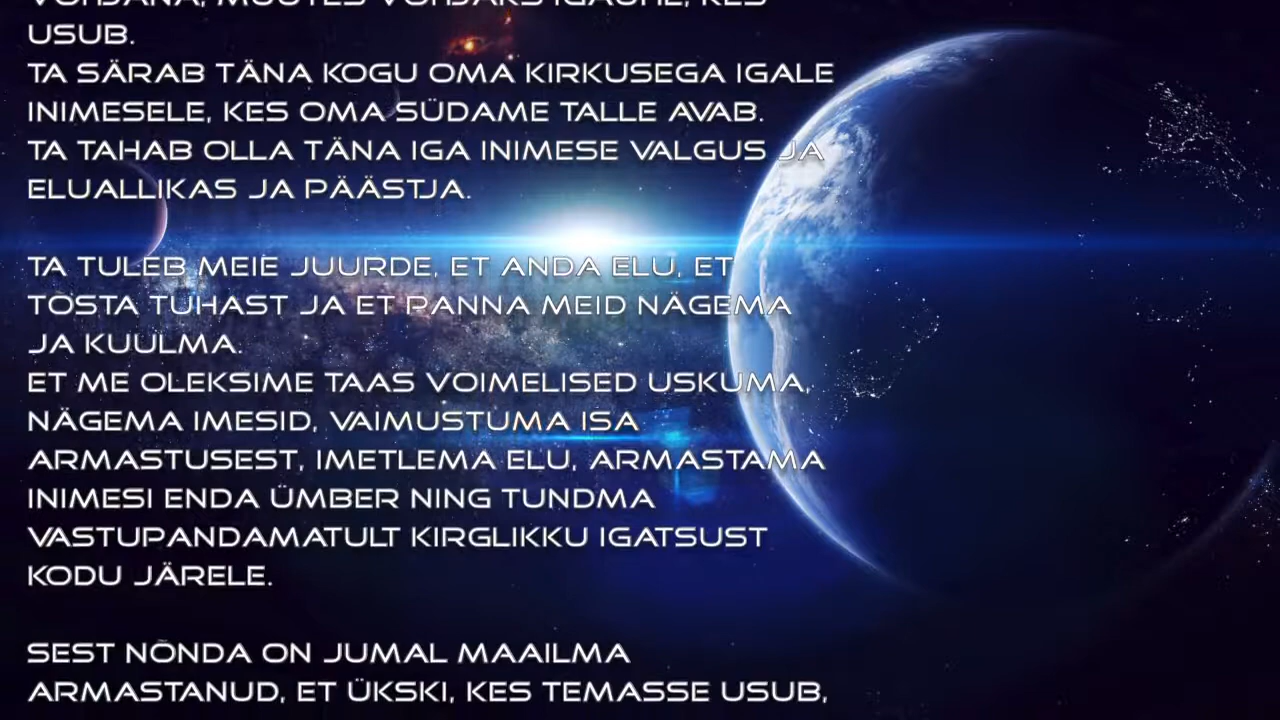 USUB.
TA SÄRAB TÄNA KOGU OMA KIRKUSEGA IGALE
INIMESELE, KES OMA SÜDAME TALLE AVAB.
TA TAHAB OLLA TÄNA IGA INIMESE VALGUS JA
ELUALLIKAS JA PÄÄSTJA.
TA TULEB MEIE JUURDE, ET ANDA ELU, ET
TOSTA TUHAST JA ET PANNA MEID NÄGEMA
JA KUULMA.
ET ME OLEKSIME TAAS VOIMELISED USKUMA,
NÄGEMA IMESID, VAIMUSTUMA ISA
ARMASTUSEST, IMETLEMA ELU, ARMASTAMA
INIMESI ENDA ÜMBER NING TUNDMA
VASTUPANDAMATULT KIRGLIKKU IGATSUST
KODU JÄRELE.
SEST NÕNDA ON JUMAL MAAILMA
ARMASTANUD, ET ÜKSKI, KES TEMASSE USUB,